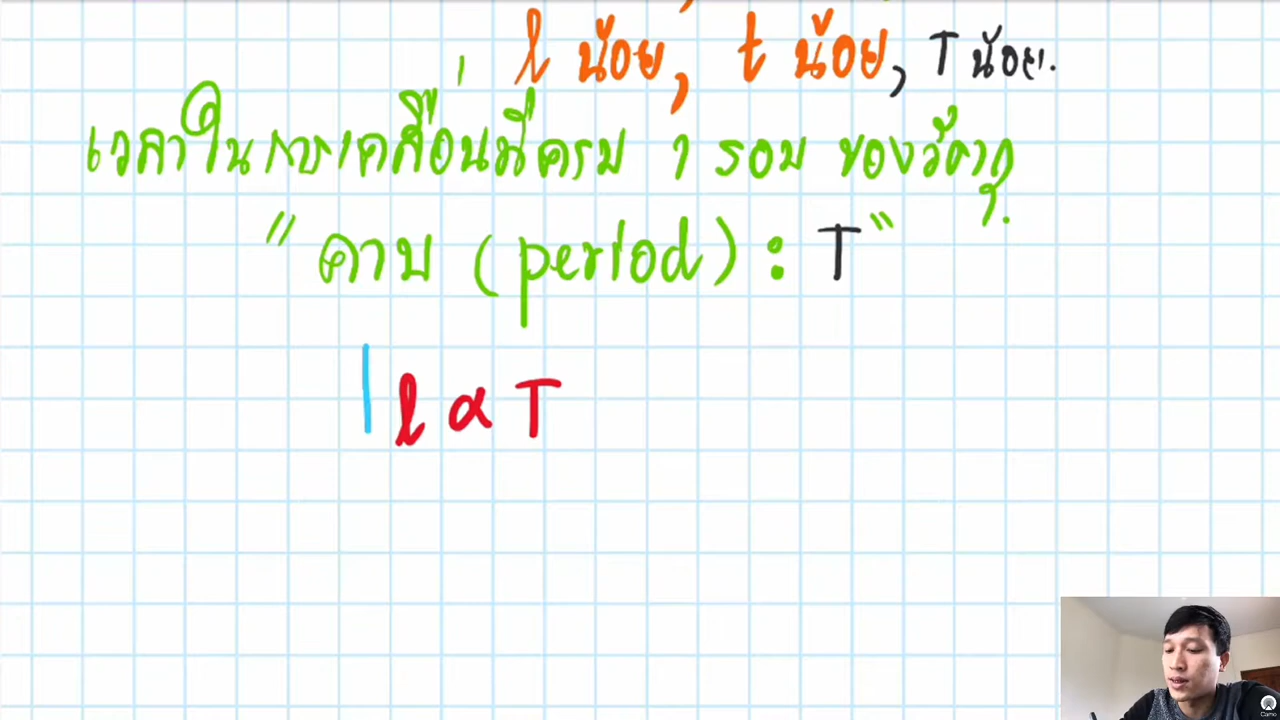 l น้อย, t น้อย, T น้อย.
เวลาในการเคลื่อนที่ครบ 1 รอบ ของวัตถุ.
"คาบ (period) : T"
l α T
Camo